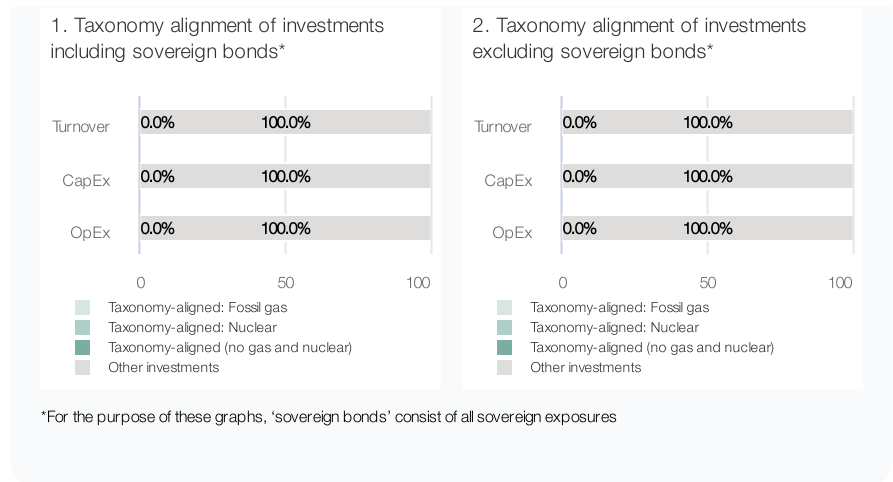 1. Taxonomy alignment of investments
including sovereign bonds*
Turnover 0.0% 100.0%
CapEx 0.0% 100.0%
OpEx 0.0% 100.0%
0 50 100
Taxonomy-aligned: Fossil gas
Taxonomy-aligned: Nuclear
Taxonomy-aligned (no gas and nuclear)
Other investments
2. Taxonomy alignment of investments
excluding sovereign bonds*
Turnover 0.0% 100.0%
CapEx 0.0% 100.0%
OpEx 0.0% 100.0%
0 50 100
Taxonomy-aligned: Fossil gas
Taxonomy-aligned: Nuclear
Taxonomy-aligned (no gas and nuclear)
Other investments
*For the purpose of these graphs, ‘sovereign bonds’ consist of all sovereign exposures